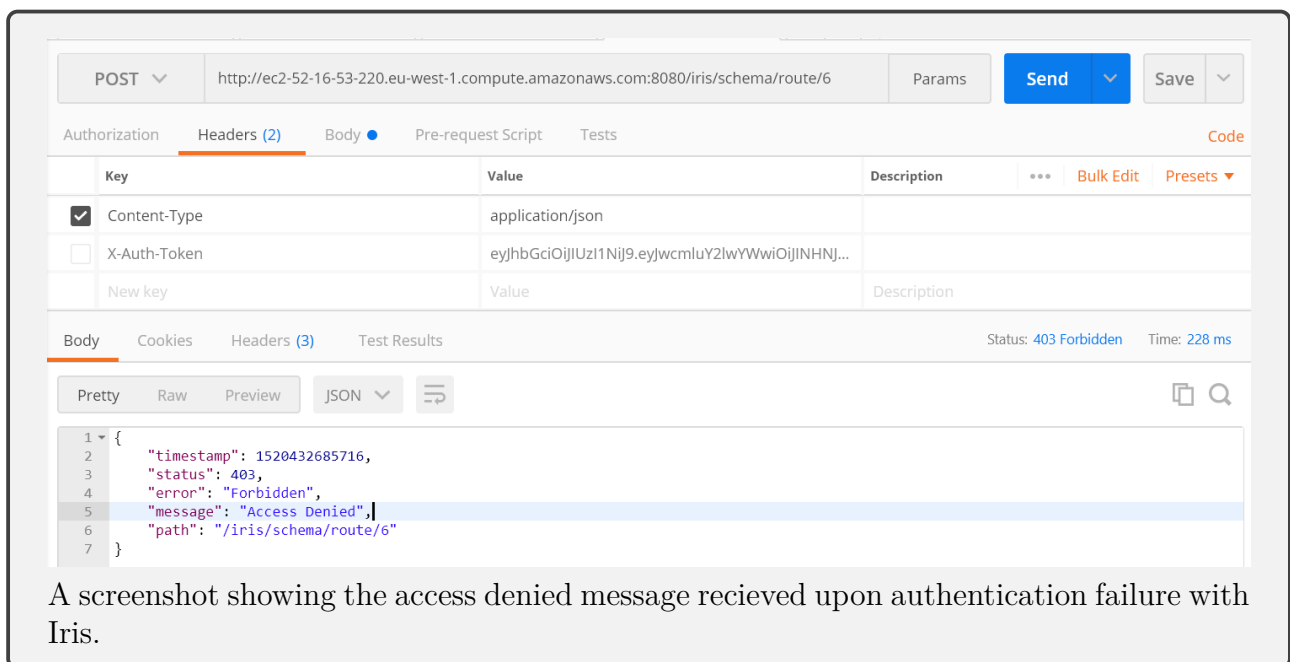 POST http://ec2-52-16-53-220.eu-west-1.compute.amazonaws.com:8080/iris/schema/route/6 Params Send Save
Authorization Headers (2) Body Pre-request Script Tests Code
Key Value Description ••• Bulk Edit Presets
Content-Type application/json
X-Auth-Token eyJhbGciOiJIUzI1NiJ9.eyJwcmluY2lwYWwiOiJINHNJ...
New key Value Description
Body Cookies Headers (3) Test Results Status: 403 Forbidden Time: 228 ms
Pretty Raw Preview JSON
1 {
2 "timestamp": 1520432685716,
3 "status": 403,
4 "error": "Forbidden",
5 "message": "Access Denied",
6 "path": "/iris/schema/route/6"
7 }
A screenshot showing the access denied message recieved upon authentication failure with
Iris.